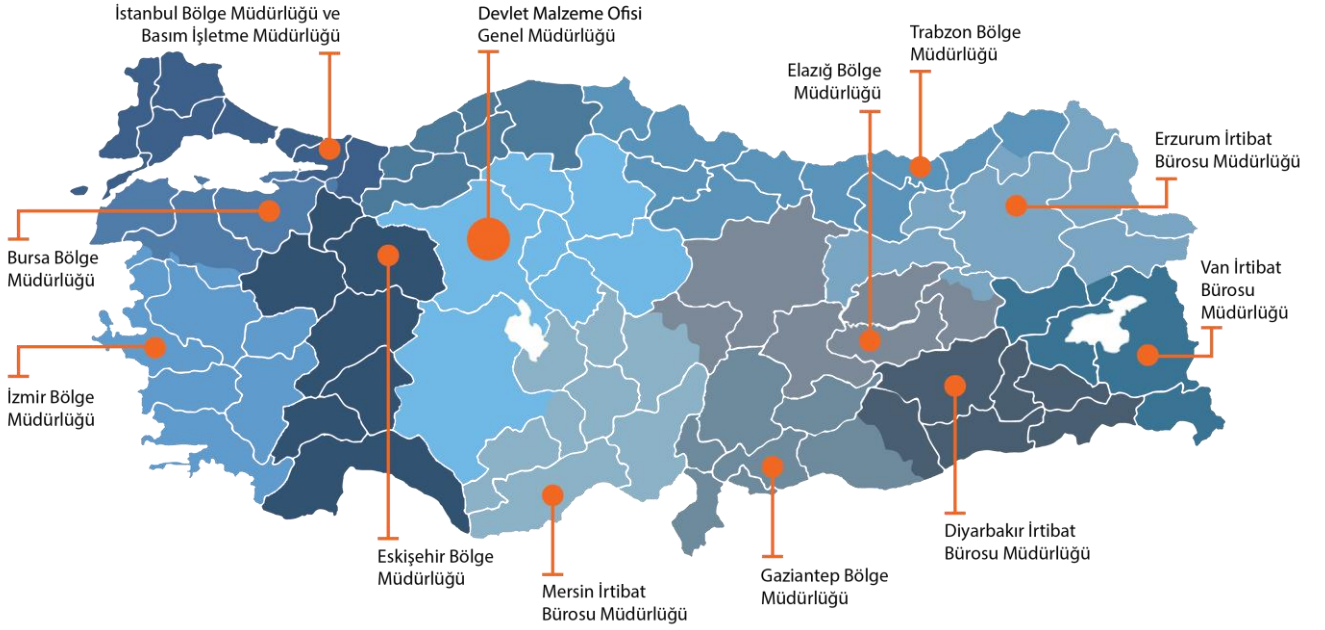 İstanbul Bölge Müdürlüğü ve
Basım İşletme Müdürlüğü
Devlet Malzeme Ofisi
Genel Müdürlüğü
Trabzon Bölge
Müdürlüğü
Elazığ Bölge
Müdürlüğü
Erzurum İrtibat
Bürosu Müdürlüğü
Bursa Bölge
Müdürlüğü
Van İrtibat
Bürosu
Müdürlüğü
İzmir Bölge
Müdürlüğü
Eskişehir Bölge
Müdürlüğü
Mersin İrtibat
Bürosu Müdürlüğü
Gaziantep Bölge
Müdürlüğü
Diyarbakır İrtibat
Bürosu Müdürlüğü